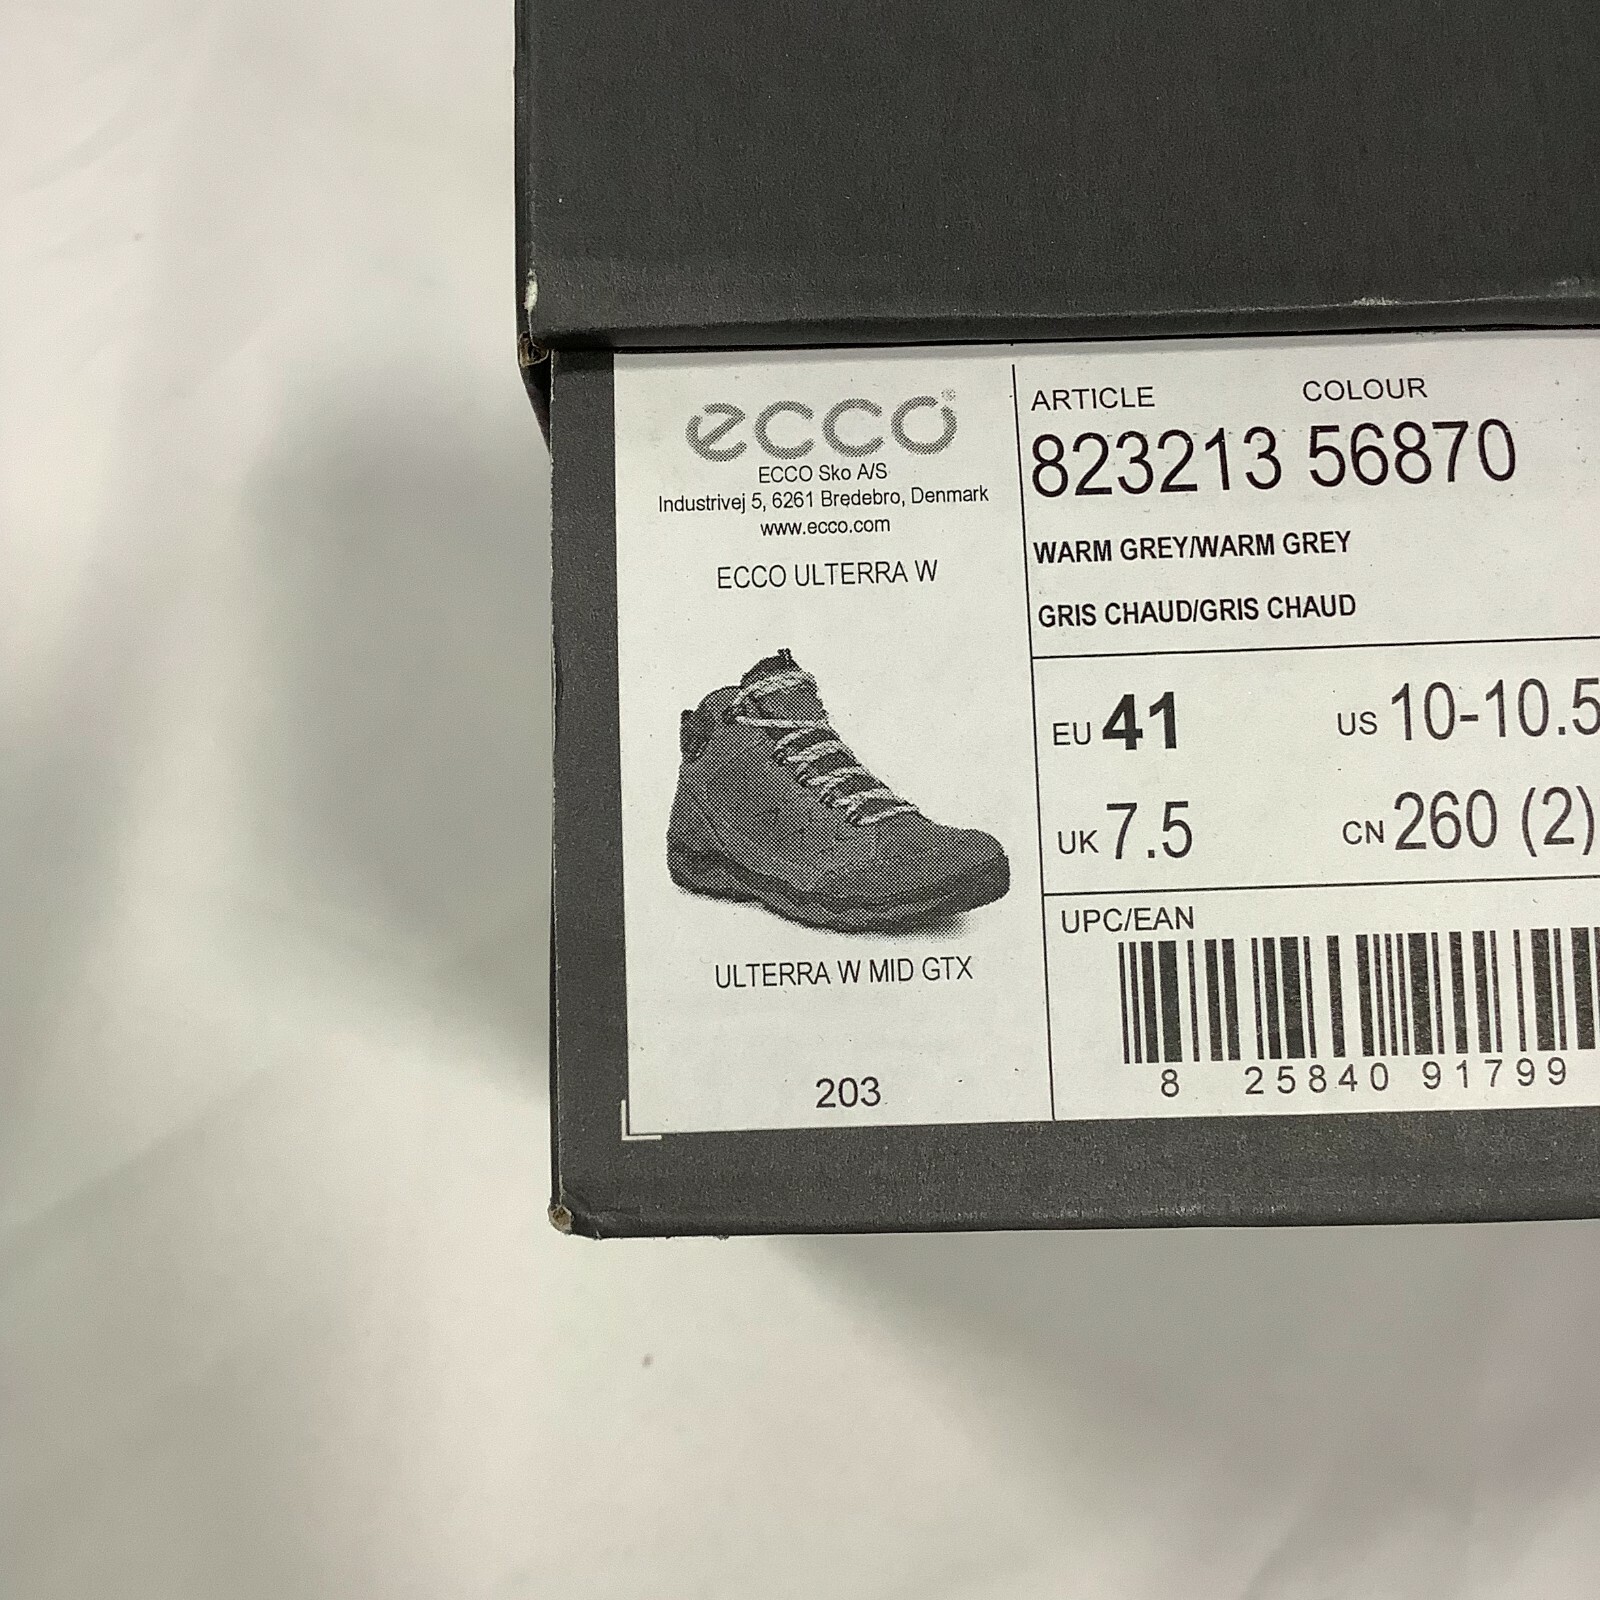 ecco®
ECCO Sko A/S
Industrivej 5, 6261 Bredebro, Denmark
www.ecco.com
ECCO ULTERRA W
ULTERRA W MID GTX
203
ARTICLE COLOUR
823213 56870
WARM GREY/WARM GREY
GRIS CHAUD/GRIS CHAUD
EU 41 US 10-10.5
UK 7.5 CN 260 (2)
UPC/EAN
8 25840 91799